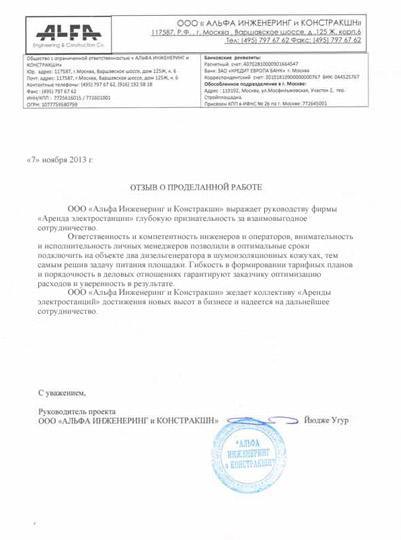 ALFA
Engineering & Construction Co.
ООО « АЛЬФА ИНЖЕНЕРИНГ и КОНСТРАКШН»
117587, Р.Ф., г. Москва, Варшавское шоссе, д.125 Ж, корп.6
Тел: (495) 797 67 62 Факс: (495) 797 67 62
Общество с ограниченной ответственностью « АЛЬФА ИНЖЕНЕРИНГ и
КОНСТРАКШН»
Юр. адрес: 117587, г.Москва, Варшавское шоссе, дом 125Ж, к. 6
Почт. адрес: 117587, г.Москва, Варшавское шоссе, дом 125Ж, к. 6
Контактные телефоны: (495) 797 67 62, (916) 192 58 18
Факс : (495) 797 67 62
ИНН/КПП : 7725616015 / 772601001
ОГРН: 1077759580799
Банковские реквизиты:
Расчетный счет:
Банк: ЗАО «КРЕДИТ ЕВРОПА БАНК» г. Москва
Корреспондентский счет: БИК 044525767
Обособленное подразделение в г. Москве:
Адрес : 119192, Москва, ул.Мосфильмовская, Участок 2, тер.
Стройплощадка.
Присвоен КПП в ИФНС № 26 по г. Москва: 772645001
«7» ноября 2013 г
ОТЗЫВ О ПРОДЕЛАННОЙ РАБОТЕ
ООО «Альфа Инженеринг и Констракшн» выражает руководству фирмы
«Аренда электростанции» глубокую признательность за взаимовыгодное
сотрудничество.
Ответственность и компетентность инженеров и операторов, внимательность
и исполнительность личных менеджеров позволили в оптимальные сроки
подключить на объекте два дизельгенератора в шумоизоляционных кожухах, тем
самым решив задачу питания площадки. Гибкость в формировании тарифных планов
и порядочность в деловых отношениях гарантируют заказчику оптимизацию
расходов и уверенность в результате.
ООО «Альфа Инженеринг и Констракшн» желает коллективу «Аренды
электростанций» достижения новых высот в бизнесе и надеется на дальнейшее
сотрудничество.
С уважением,
Руководитель проекта
ООО «АЛЬФА ИНЖЕНЕРИНГ и КОНСТРАКШН» Йюдже Угур
"АЛЬФА
ИНЖЕНЕРИНГ
и КОНСТРАКШН"